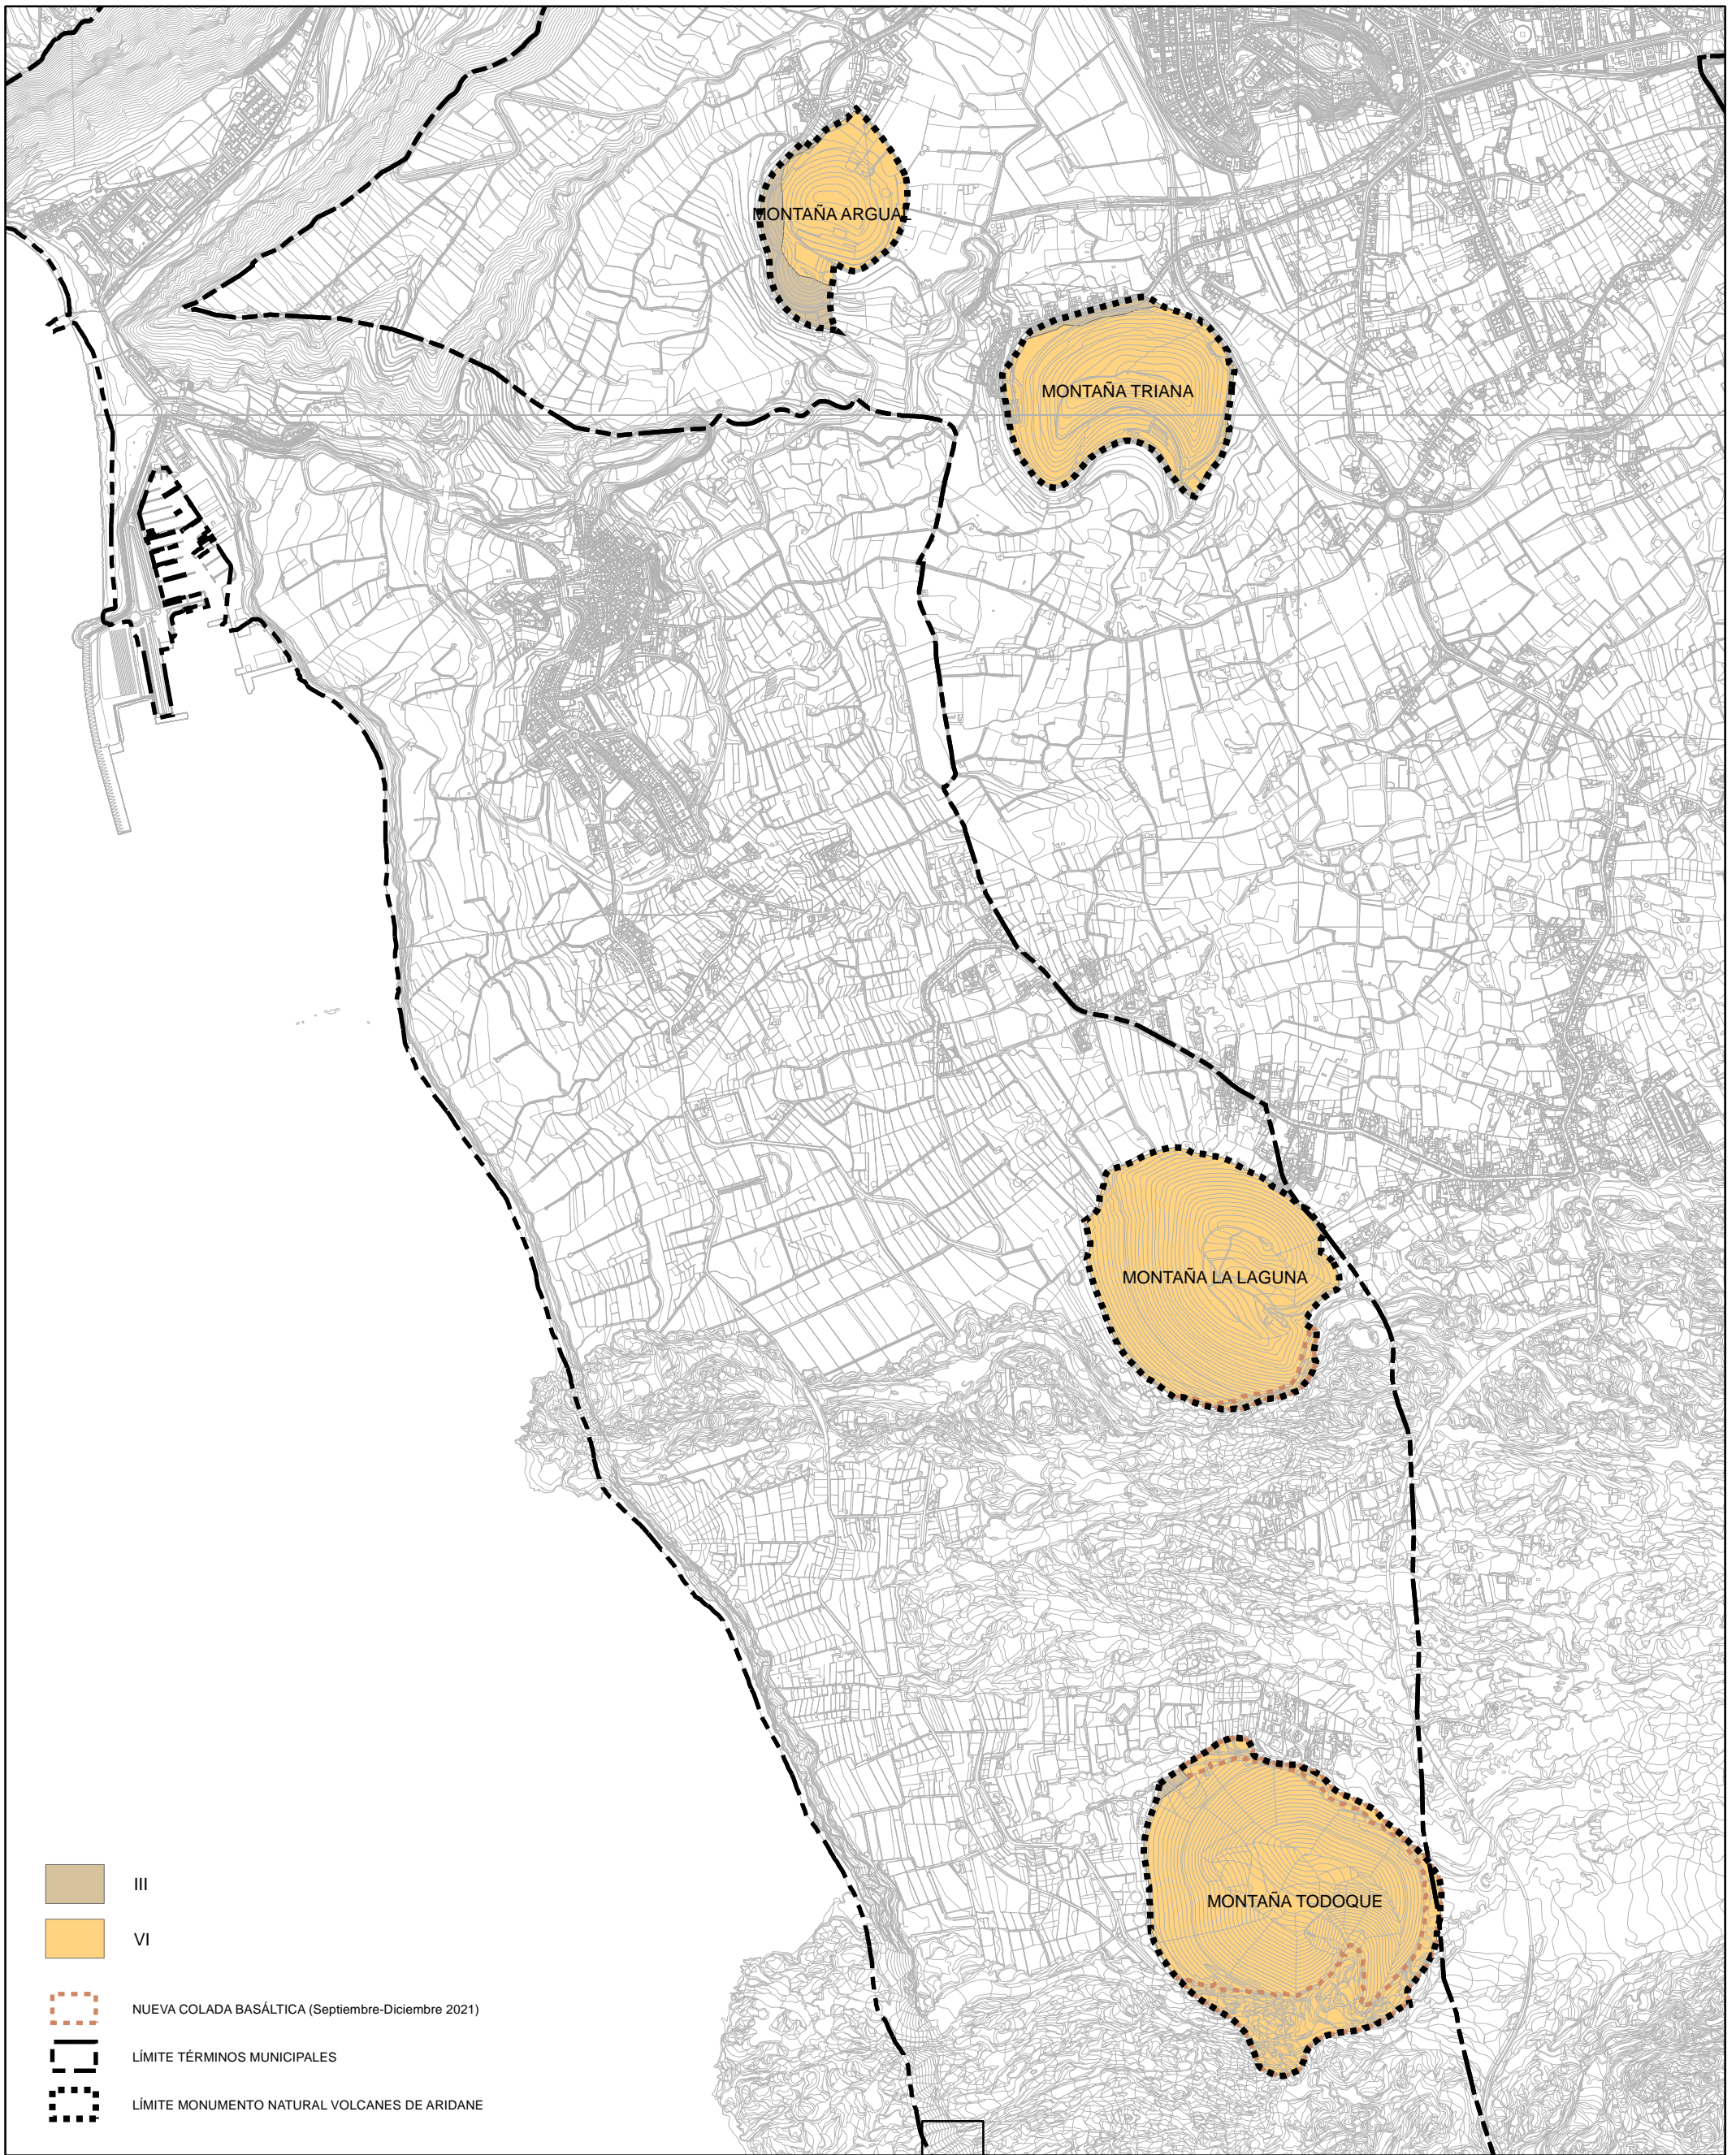 MONTAÑA ARGUAL
MONTAÑA TRIANA
MONTAÑA LA LAGUNA
MONTAÑA TODOQUE
III
VI
NUEVA COLADA BASÁLTICA (Septiembre-Diciembre 2021)
LÍMITE TÉRMINOS MUNICIPALES
LÍMITE MONUMENTO NATURAL VOLCANES DE ARIDANE